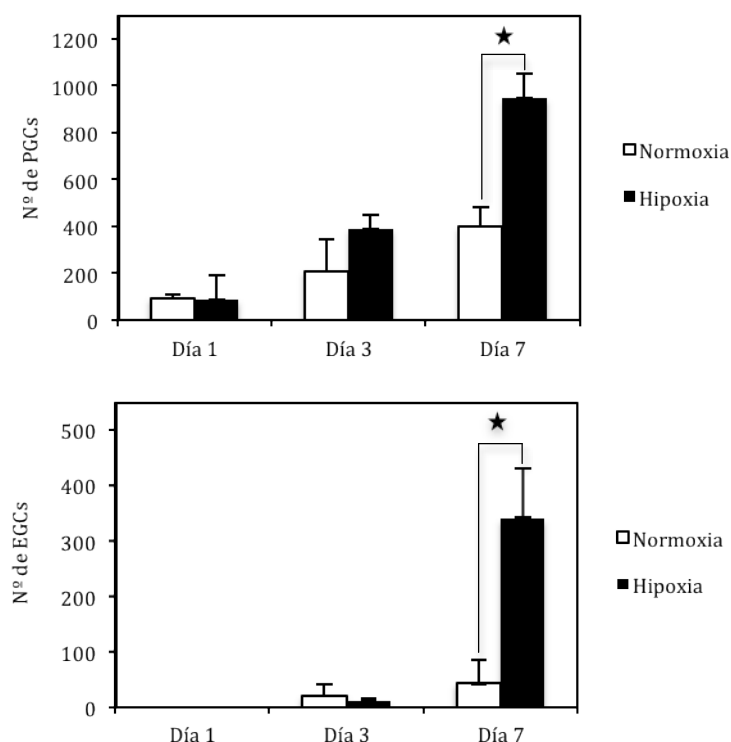 1200
1000
800
600
400
200
0
Nº de PGCs
Día 1
Día 3
Día 7
Normoxia
Hipoxia
500
400
300
200
100
0
Nº de EGCs
Día 1
Día 3
Día 7
Normoxia
Hipoxia